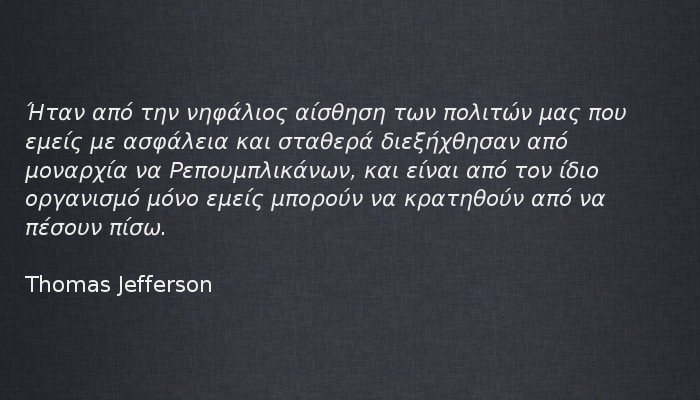 Ήταν από την νηφάλιος αίσθηση των πολιτών μας που
εμείς με ασφάλεια και σταθερά διεξήχθησαν από
μοναρχία να Ρεπουμπλικάνων, και είναι από τον ίδιο
οργανισμό μόνο εμείς μπορούν να κρατηθούν από να
πέσουν πίσω.
Thomas Jefferson